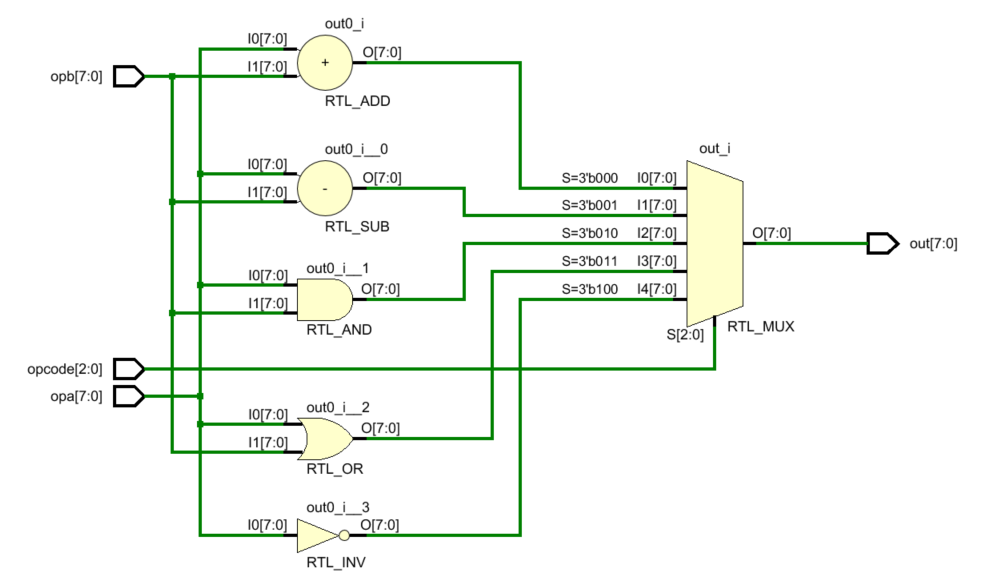 out0_i
I0[7:0]
O[7:0]
opb[7:0]
I1[7:0]
+
RTL_ADD
out0_i__0
out_i
I0[7:0]
O[7:0]
S=3'b000
I0[7:0]
I1[7:0]
-
S=3'b001
I1[7:0]
RTL_SUB
S=3'b010
I2[7:0]
O[7:0]
out[7:0]
out0_i__1
S=3'b011
I3[7:0]
I0[7:0]
O[7:0]
S=3'b100
I4[7:0]
I1[7:0]
RTL_AND
RTL_MUX
S[2:0]
opcode[2:0]
opa[7:0]
out0_i__2
I0[7:0]
O[7:0]
I1[7:0]
RTL_OR
out0_i__3
I0[7:0]
O[7:0]
RTL_INV